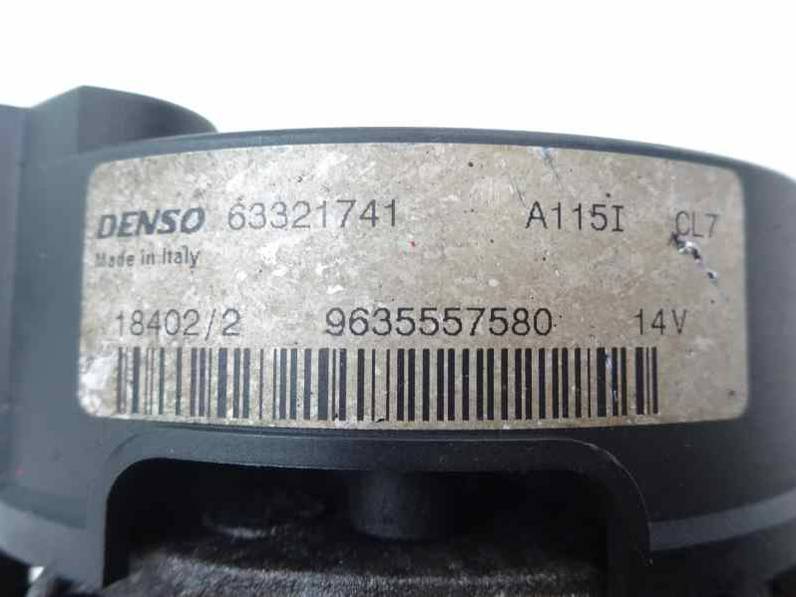 DENSO 63321741 A115I CL7
Made in Italy
18402/2 9635557580 14V